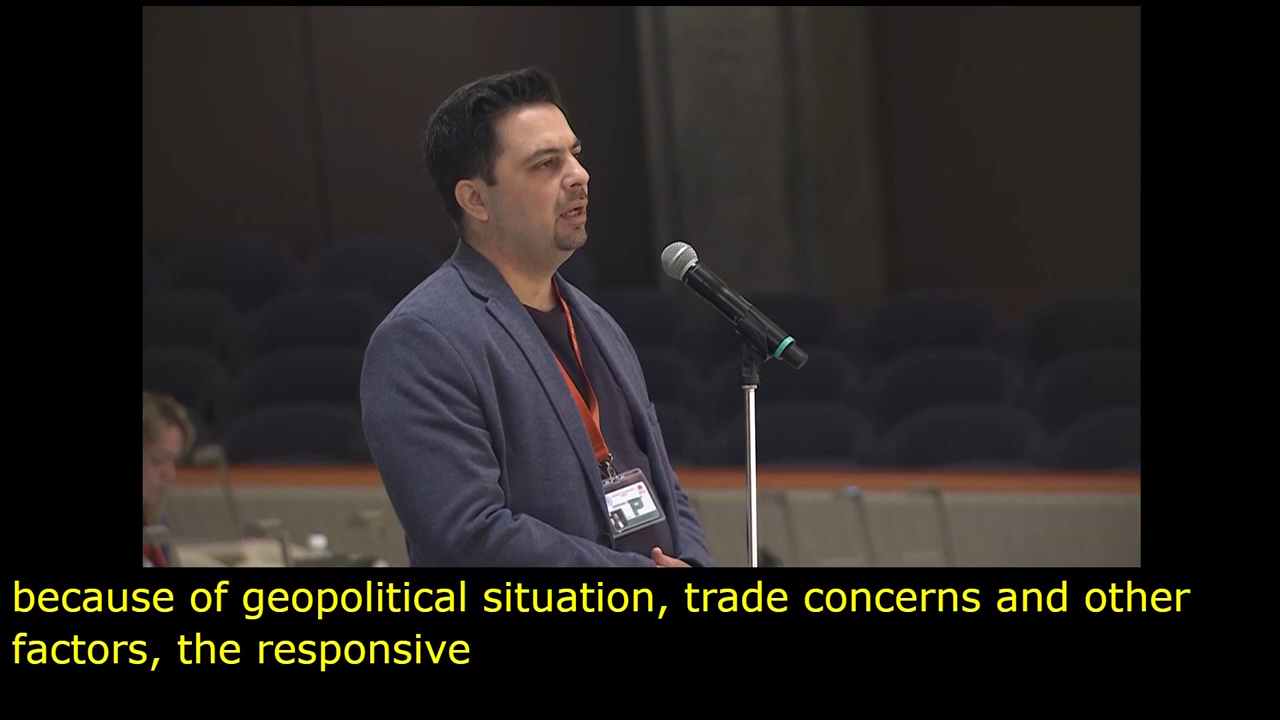 P
because of geopolitical situation, trade concerns and other
factors, the responsive